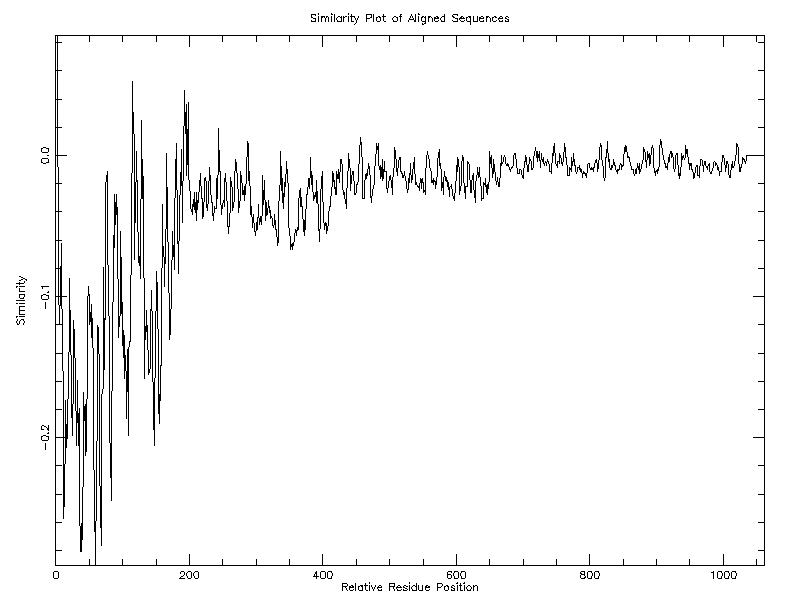 Similarity Plot of Aligned Sequences
Similarity
0.0
-0.1
-0.2
0 200 400 600 800 1000
Relative Residue Position